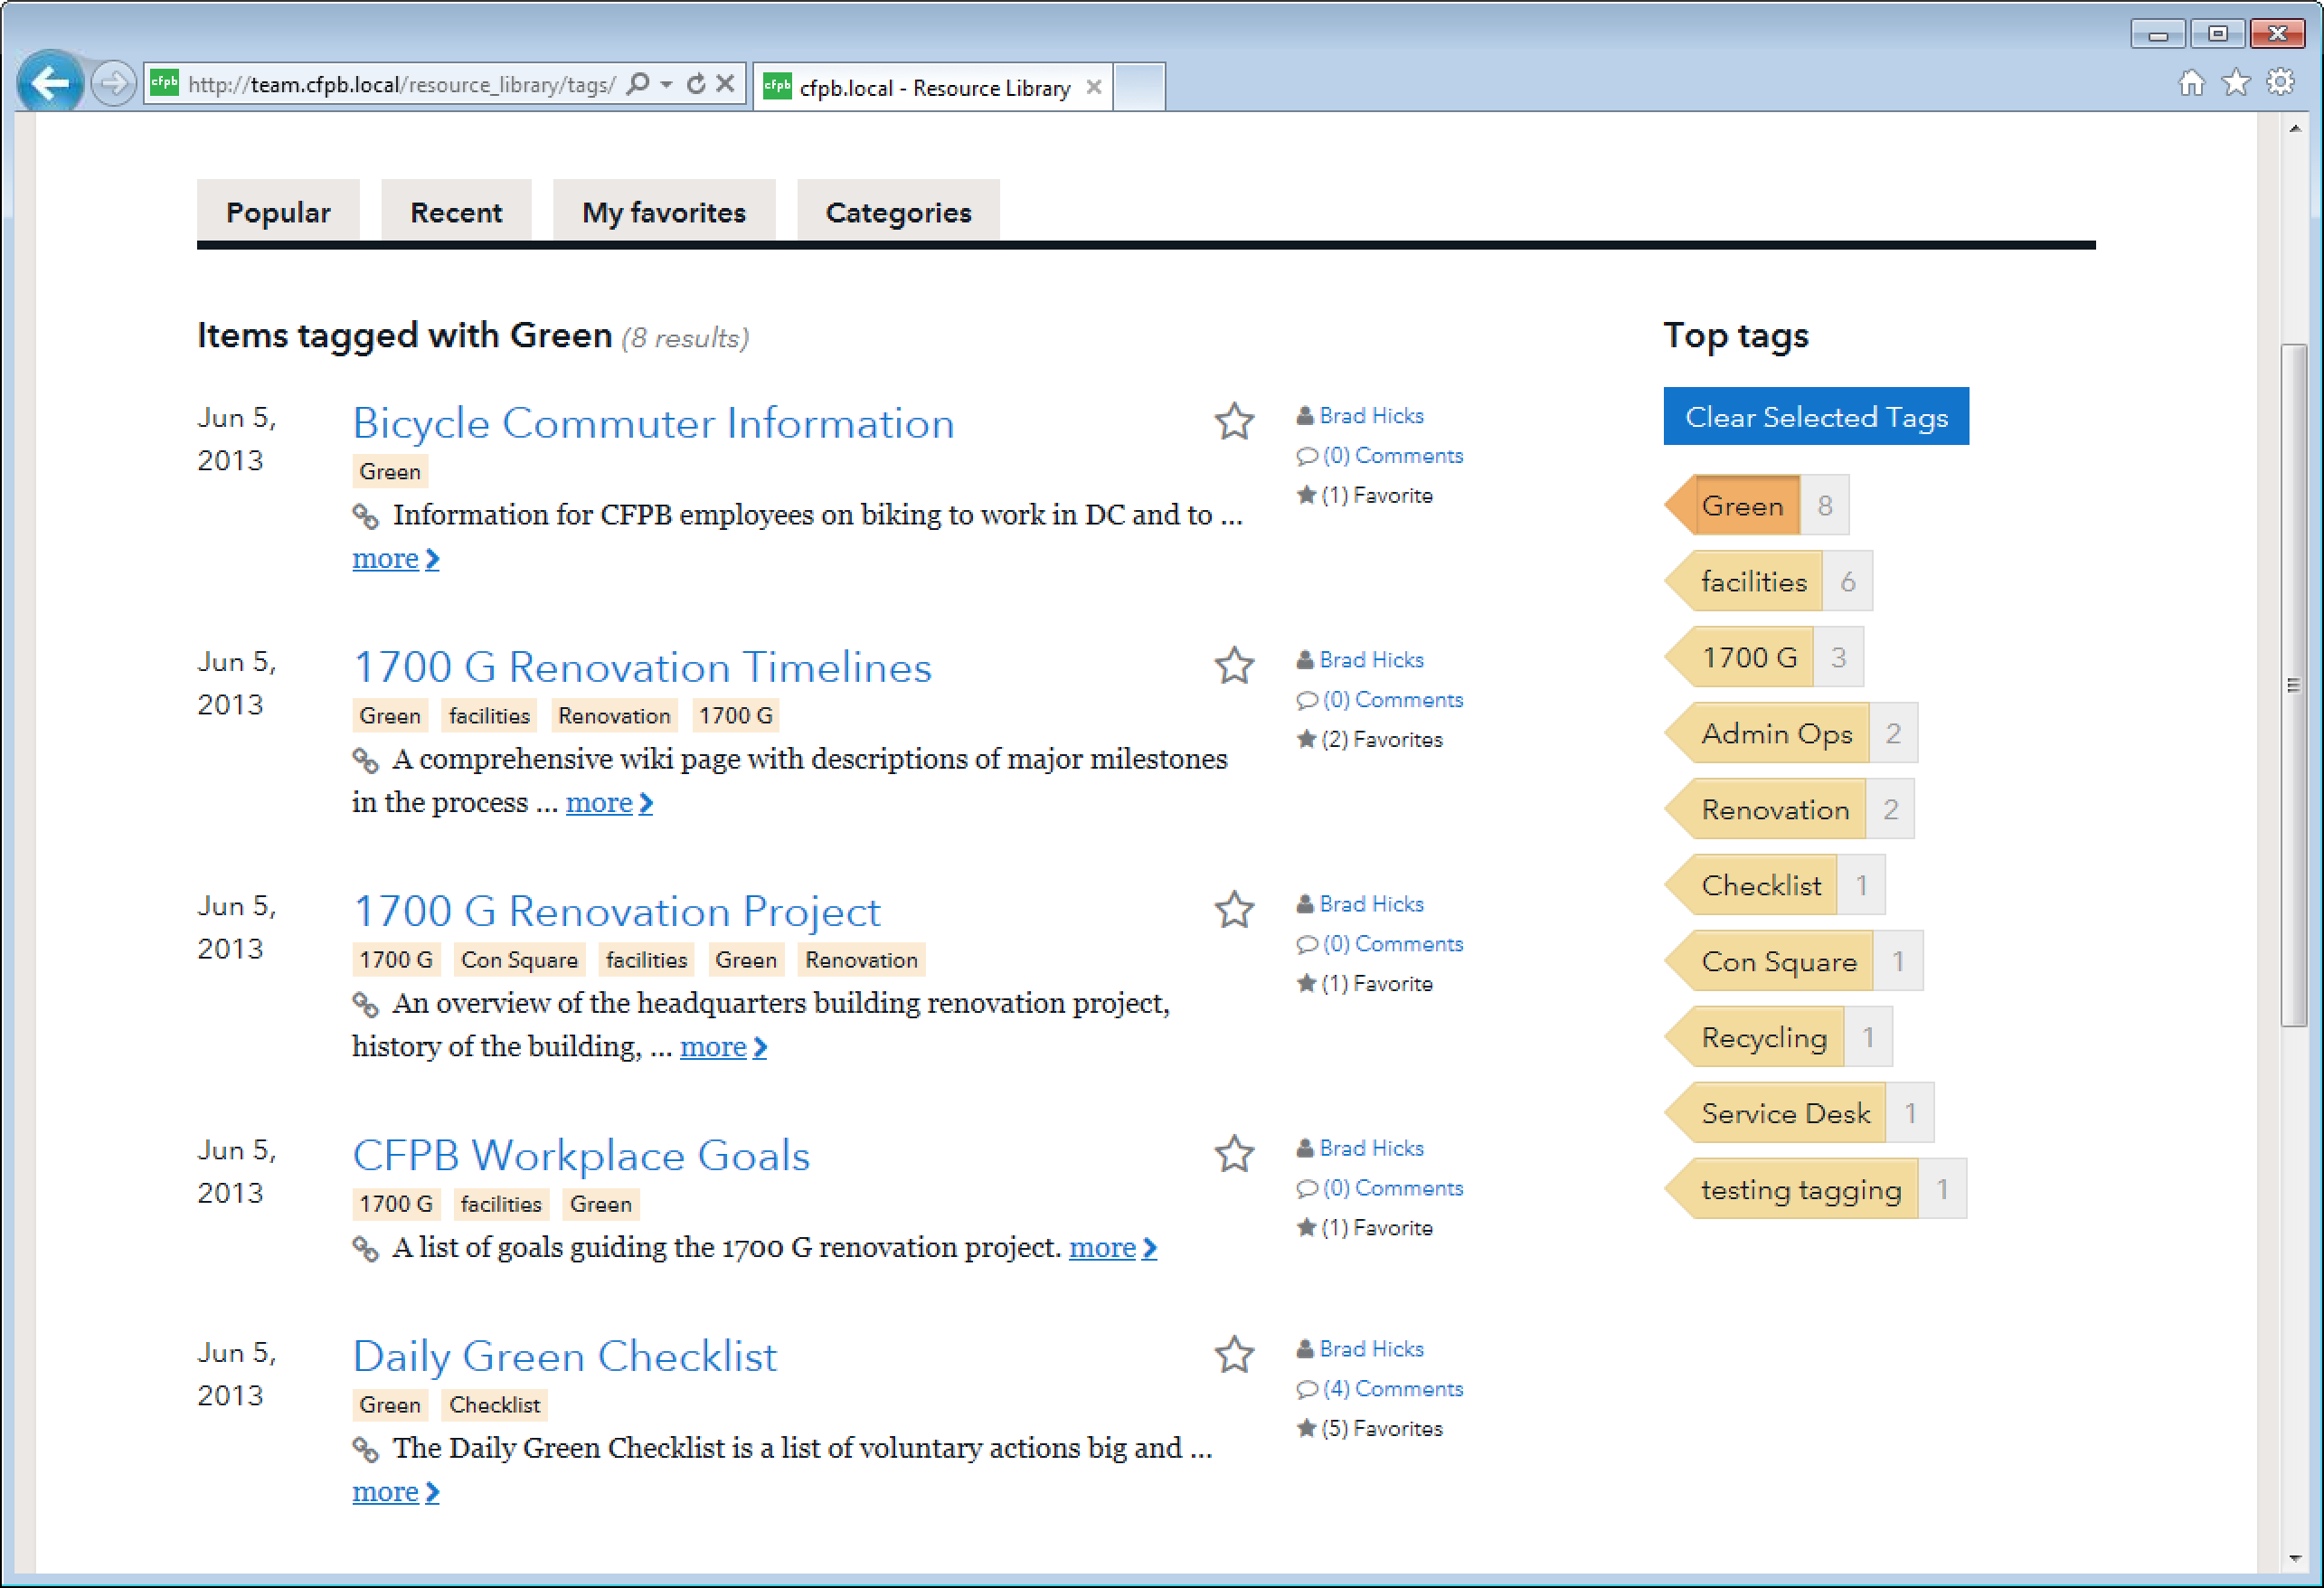 cfpb http://team.cfpb.local/resource_library/tags/
cfpb cfpb.local - Resource Library
Popular
Recent
My favorites
Categories
Items tagged with Green (8 results)
Jun 5,
2013
Bicycle Commuter Information
Green
Information for CFPB employees on biking to work in DC and to ...
more
Brad Hicks
(0) Comments
(1) Favorite
Jun 5,
2013
1700 G Renovation Timelines
Green facilities Renovation 1700 G
A comprehensive wiki page with descriptions of major milestones
in the process ... more
Brad Hicks
(0) Comments
(2) Favorites
Jun 5,
2013
1700 G Renovation Project
1700 G Con Square facilities Green Renovation
An overview of the headquarters building renovation project,
history of the building, ... more
Brad Hicks
(0) Comments
(1) Favorite
Jun 5,
2013
CFPB Workplace Goals
1700 G facilities Green
A list of goals guiding the 1700 G renovation project. more
Brad Hicks
(0) Comments
(1) Favorite
Jun 5,
2013
Daily Green Checklist
Green Checklist
The Daily Green Checklist is a list of voluntary actions big and ...
more
Brad Hicks
(4) Comments
(5) Favorites
Top tags
Clear Selected Tags
Green 8
facilities 6
1700 G 3
Admin Ops 2
Renovation 2
Checklist 1
Con Square 1
Recycling 1
Service Desk 1
testing tagging 1